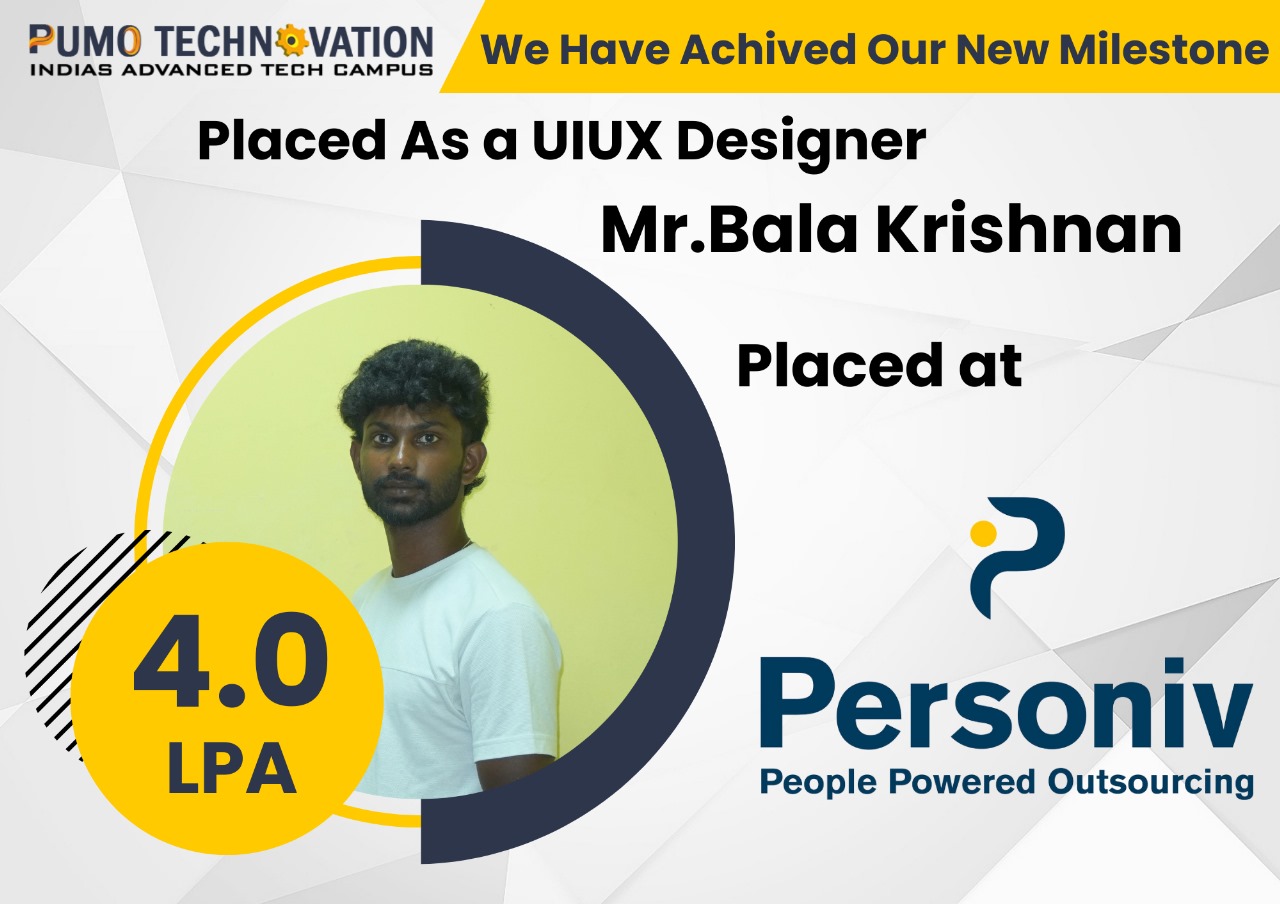 PUMO TECHNOVATION
INDIAS ADVANCED TECH CAMPUS
We Have Achived Our New Milestone
Placed As a UIUX Designer
Mr.Bala Krishnan
Placed at
4.0
LPA
Personiv
People Powered Outsourcing